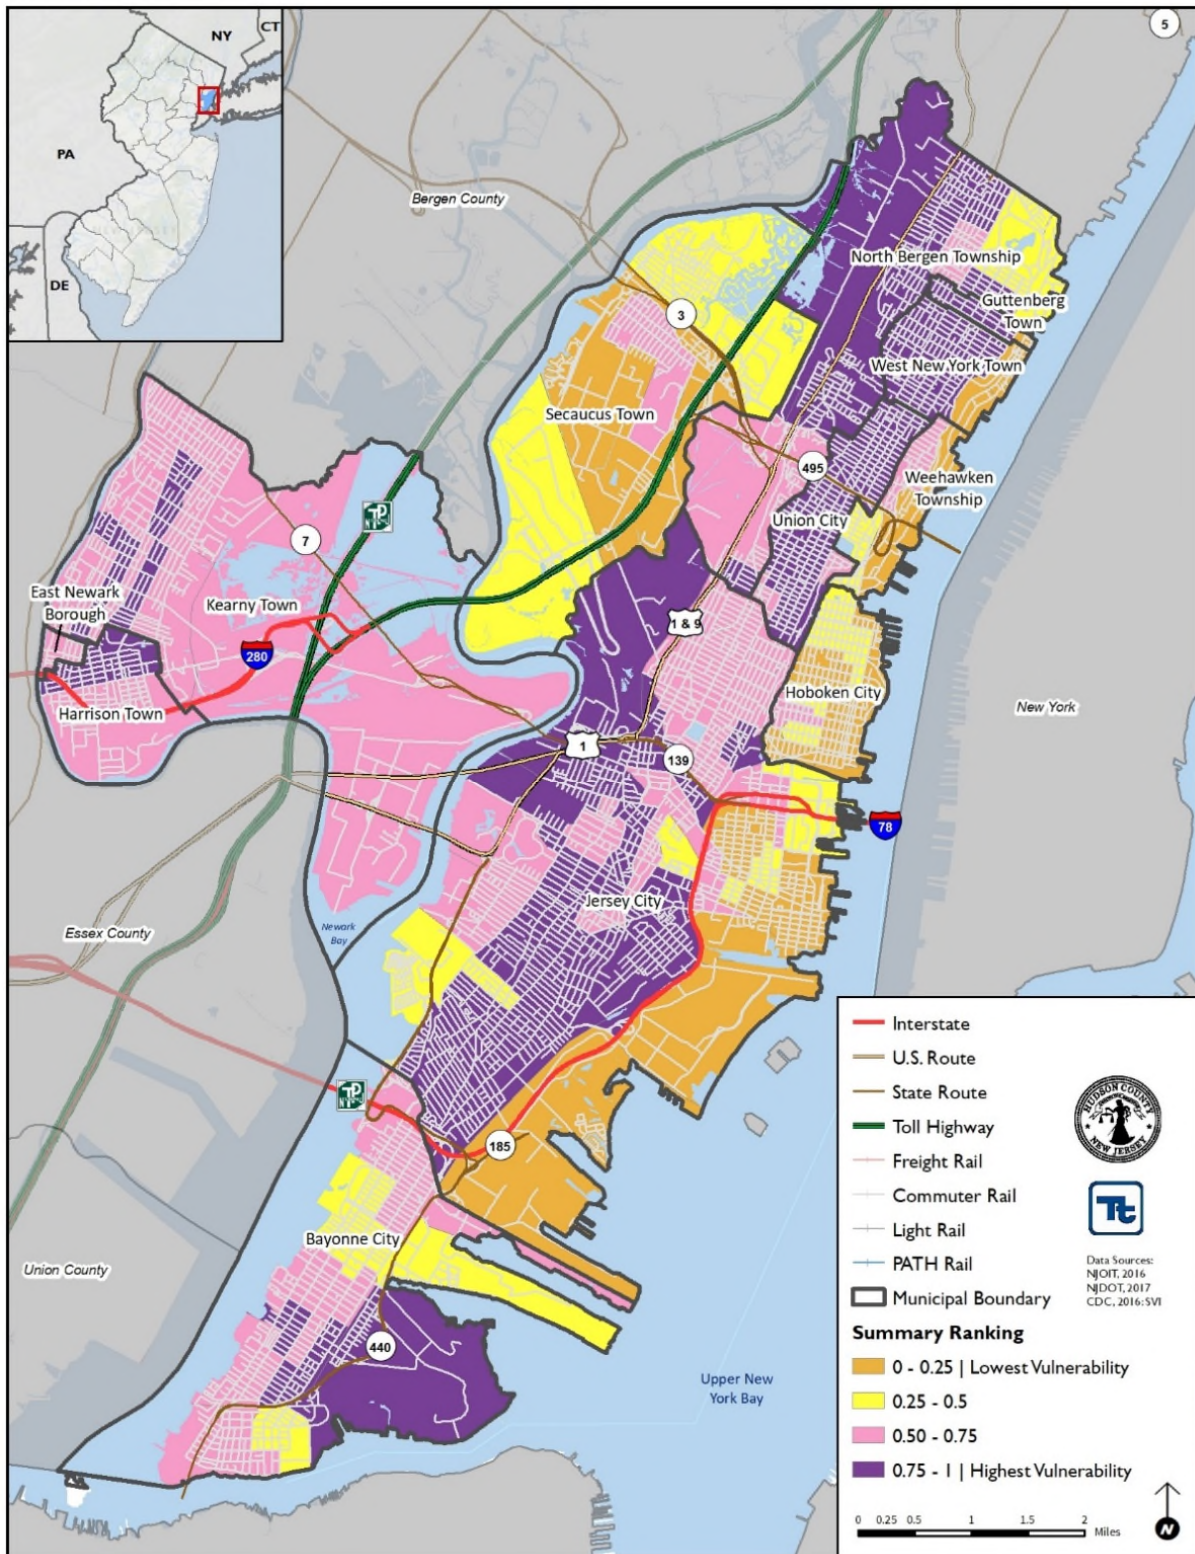 NY
CT
PA
DE
5
Bergen County
North Bergen Township
Guttenberg
Town
West New York Town
3
Secaucus Town
495
Weehawken
Township
Union City
7
East Newark
Borough
Kearny Town
280
Harrison Town
1 & 9
Hoboken City
New York
1
139
78
Jersey City
Essex County
Newark
Bay
185
Bayonne City
Union County
440
Upper New
York Bay
Interstate
U.S. Route
State Route
Toll Highway
Freight Rail
Commuter Rail
Light Rail
PATH Rail
Municipal Boundary
HUDSON COUNTY
NEW JERSEY
Tt
Data Sources:
NJOIT, 2016
NJDOT, 2017
CDC, 2016: SVI
Summary Ranking
0 - 0.25 | Lowest Vulnerability
0.25 - 0.5
0.50 - 0.75
0.75 - 1 | Highest Vulnerability
0 0.25 0.5 1 1.5 2
Miles
N